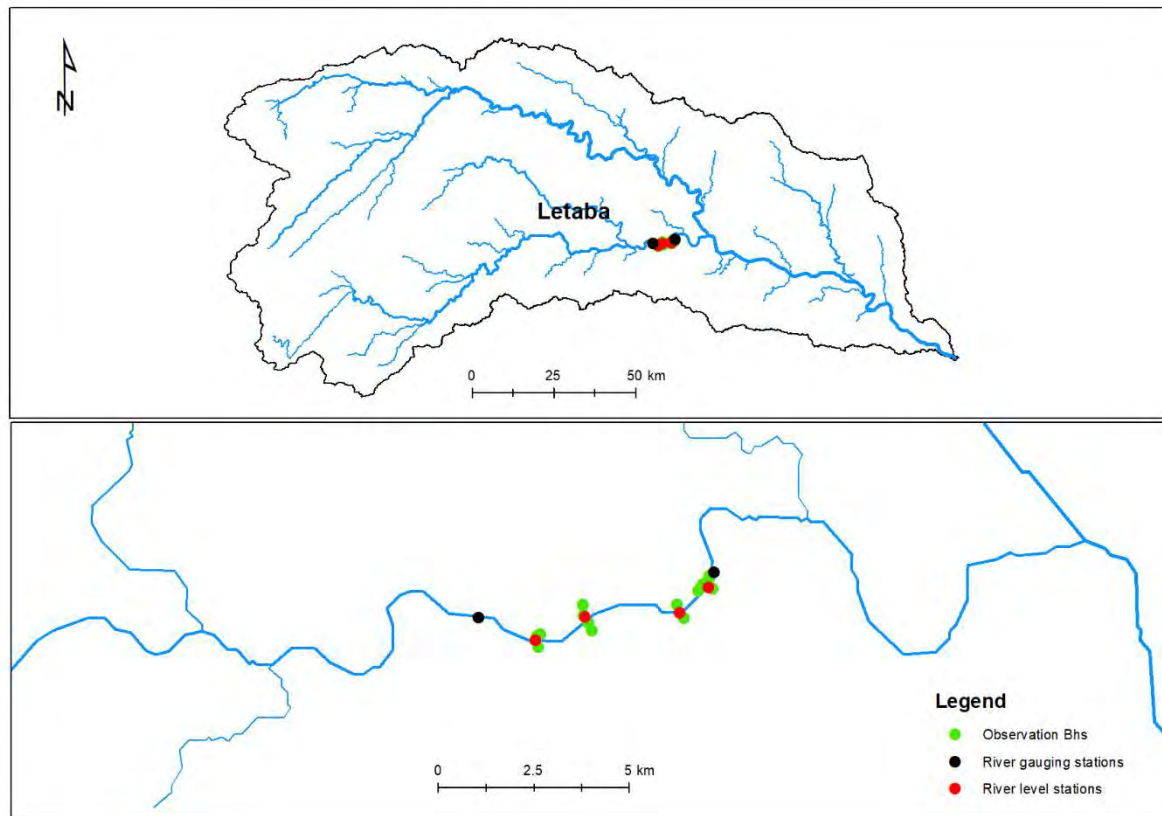 N
Letaba
0 25 50 km
0 2.5 5 km
Legend
Observation Bhs
River gauging stations
River level stations